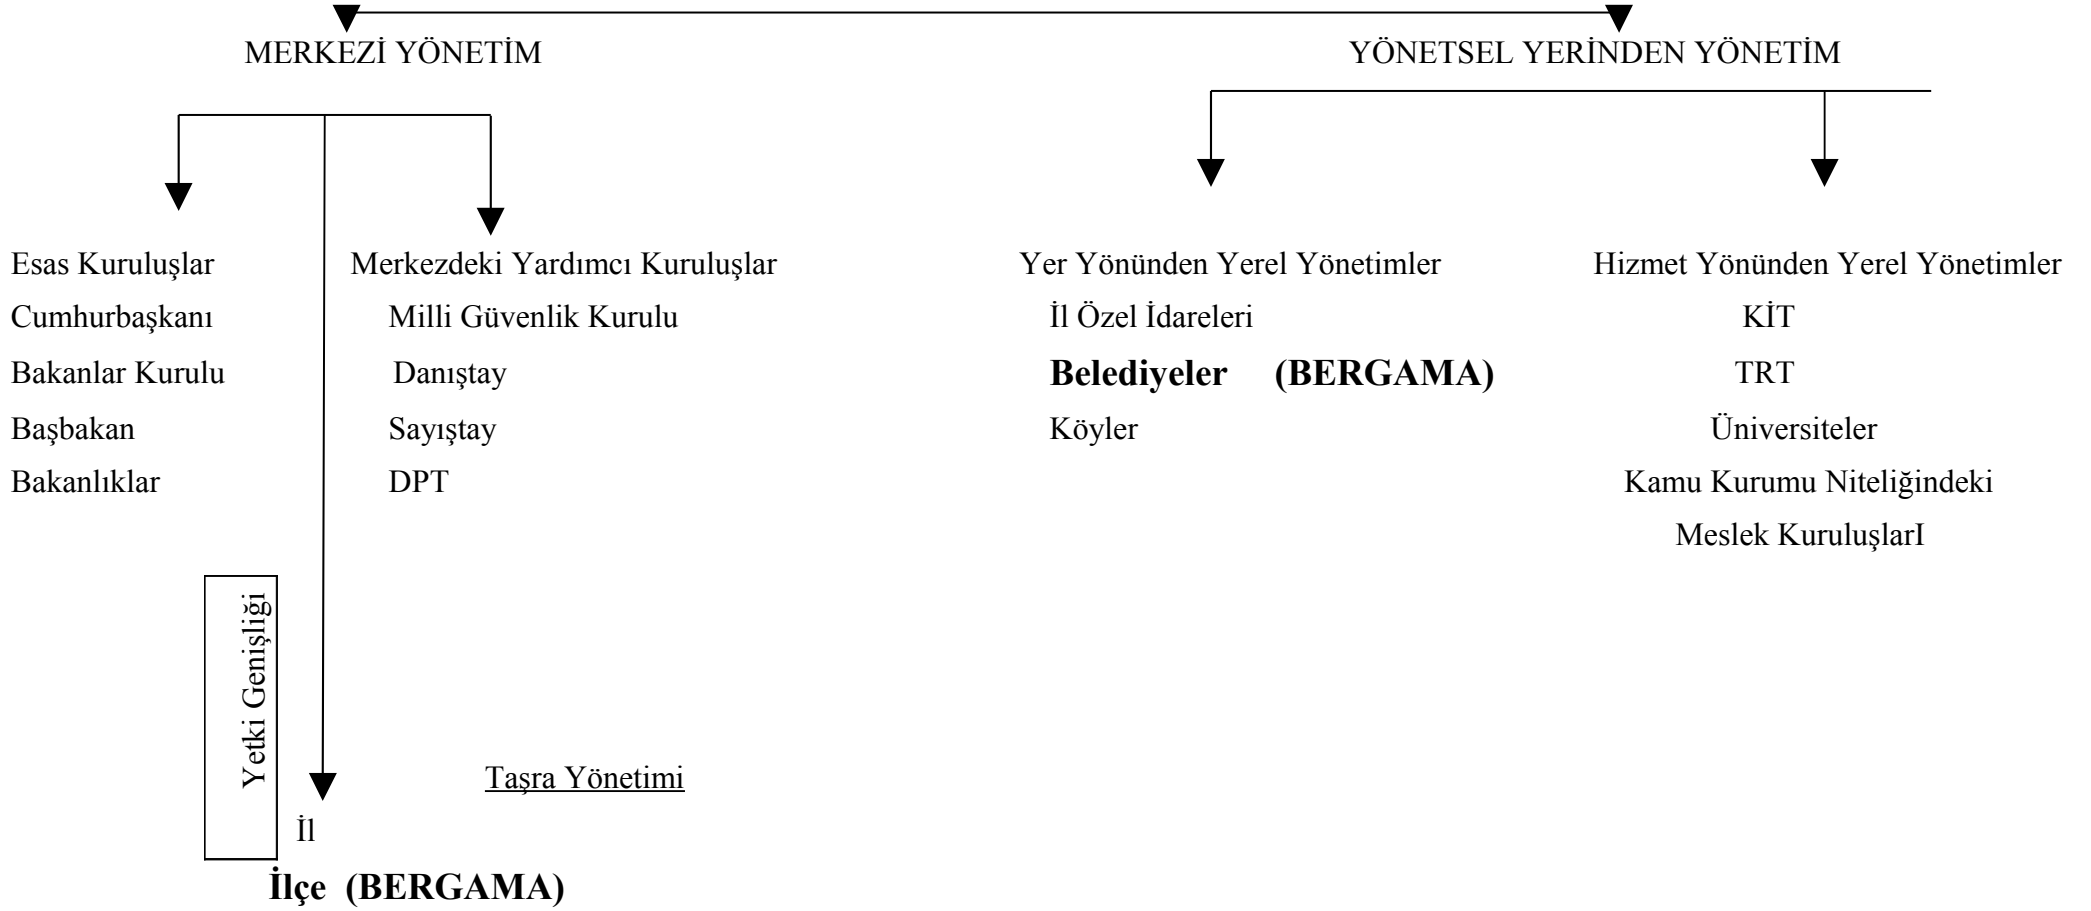 MERKEZİ YÖNETİM
YÖNETSEL YERİNDEN YÖNETİM
Esas Kuruluşlar
Cumhurbaşkanı
Bakanlar Kurulu
Başbakan
Bakanlıklar
Merkezdeki Yardımcı Kuruluşlar
Milli Güvenlik Kurulu
Danıştay
Sayıştay
DPT
Yer Yönünden Yerel Yönetimler
İl Özel İdareleri
Belediyeler (BERGAMA)
Köyler
Hizmet Yönünden Yerel Yönetimler
KİT
TRT
Üniversiteler
Kamu Kurumu Niteliğindeki
Meslek KuruluşlarI
Yetki Genişliği
Taşra Yönetimi
İl
İlçe (BERGAMA)